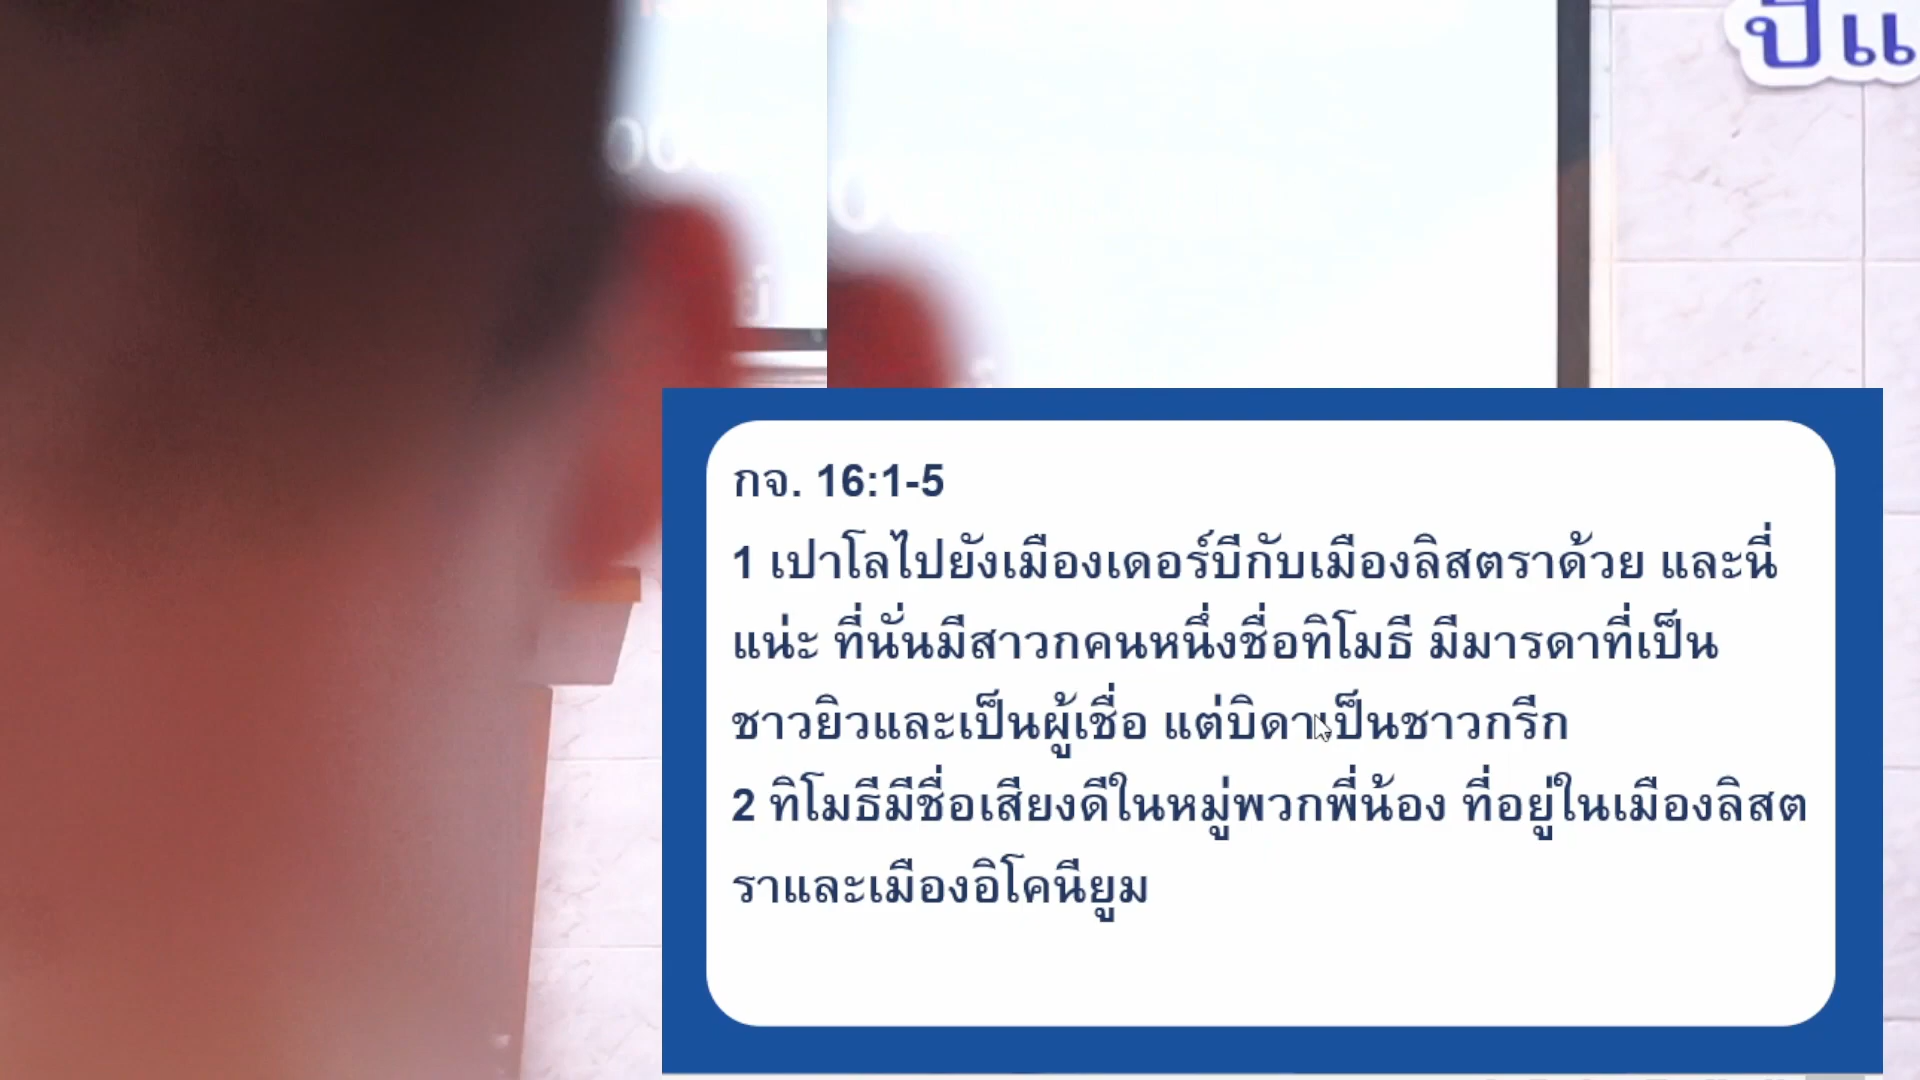 ปีแ
กจ. 16:1-5
1 เปาโลไปยังเมืองเดอร์บีกับเมืองลิสตราด้วย และนี่
แน่ะ ที่นั่นมีสาวกคนหนึ่งชื่อทิโมธี มีมารดาที่เป็น
ชาวยิวและเป็นผู้เชื่อ แต่บิดาเป็นชาวกรีก
2 ทิโมธีมีชื่อเสียงดีในหมู่พวกพี่น้อง ที่อยู่ในเมืองลิสต
ราและเมืองอิโคนียูม